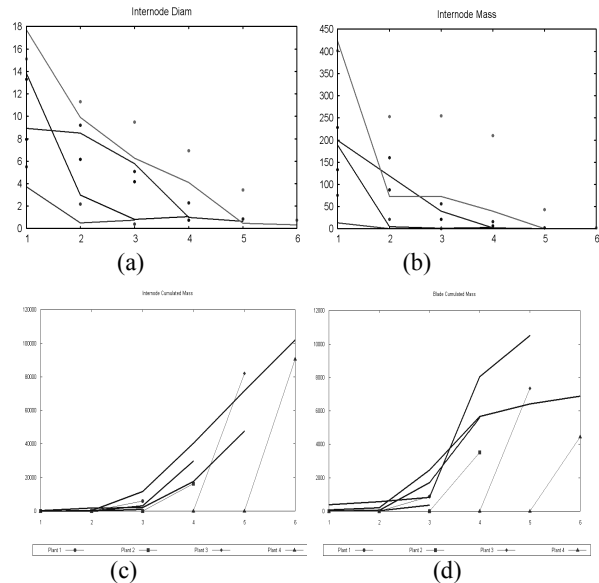 Internode Diam
18
16
14
12
10
8
6
4
2
0
1 2 3 4 5 6
(a)
Internode Mass
450
400
350
300
250
200
150
100
50
0
1 2 3 4 5 6
(b)
Internode Cumulated Mass
120000
100000
80000
60000
40000
20000
0
1 2 3 4 5 6
Plant 1 Plant 2 Plant 3 Plant 4
(c)
Blade Cumulated Mass
12000
10000
8000
6000
4000
2000
0
1 2 3 4 5 6
Plant 1 Plant 2 Plant 3 Plant 4
(d)